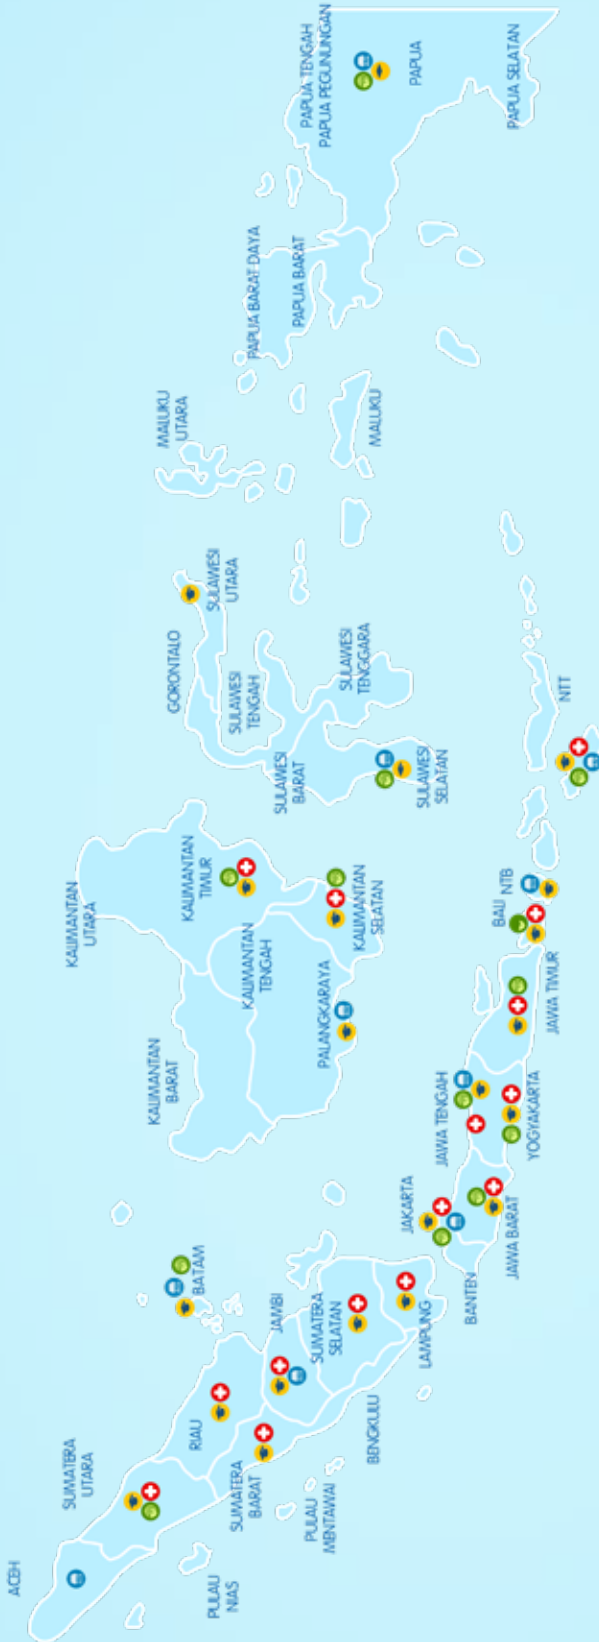 ACEH
SUMATERA
UTARA
PULAU
NIAS
RIAU
SUMATERA
BARAT
PULAU
MENTAWAI
BATAM
JAMBI
SUMATERA
SELATAN
BENGKULU
LAMPUNG
BANTEN
JAKARTA
JAWA BARAT
JAWA TENGAH
YOGYAKARTA
JAWA TIMUR
BALI
NTB
NTT
KALIMANTAN
BARAT
KALIMANTAN
UTARA
KALIMANTAN
TENGAH
PALANGKARAYA
KALIMANTAN
TIMUR
KALIMANTAN
SELATAN
SULAWESI
BARAT
SULAWESI
SELATAN
SULAWESI
TENGAH
GORONTALO
SULAWESI
TENGGARA
SULAWESI
UTARA
MALUKU
UTARA
MALUKU
PAPUA BARAT DAYA
PAPUA BARAT
PAPUA TENGAH
PAPUA PEGUNUNGAN
PAPUA
PAPUA SELATAN